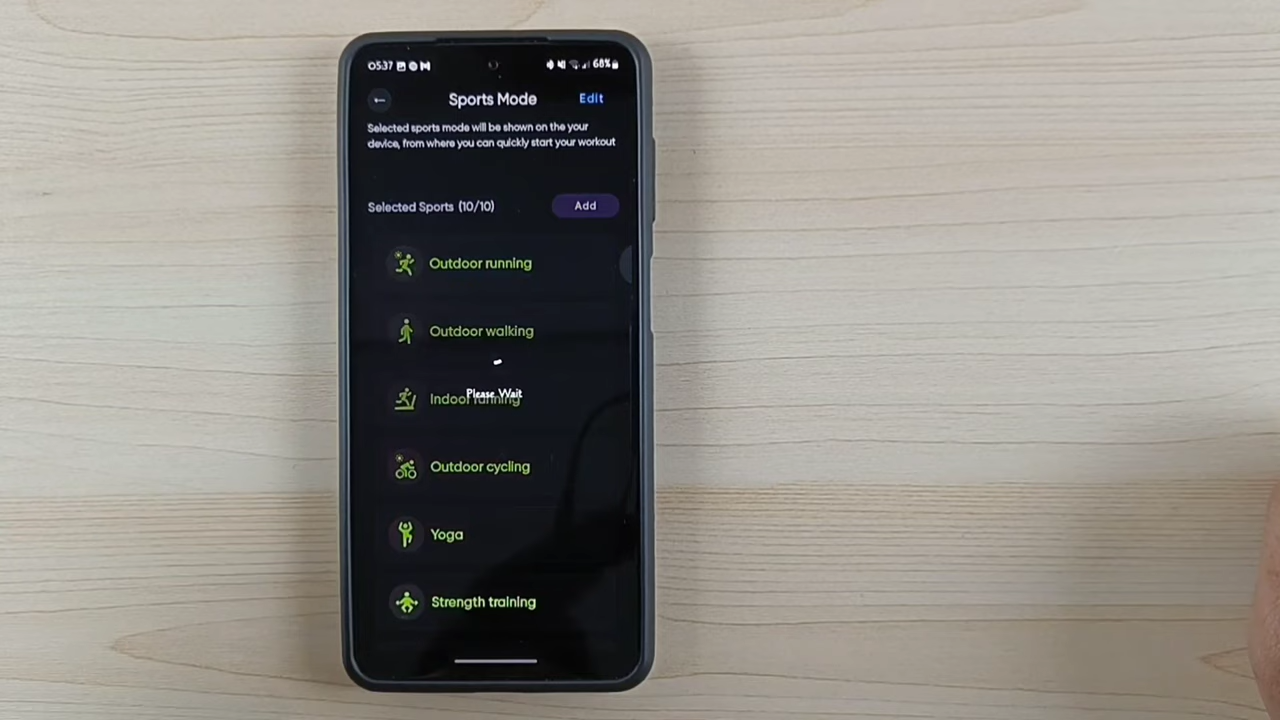 05:37
68%
Sports Mode
Edit
Selected sports mode will be shown on the your
device, from where you can quickly start your workout
Selected Sports (10/10)
Add
Outdoor running
Outdoor walking
Please Wait
Indoor running
Outdoor cycling
Yoga
Strength training